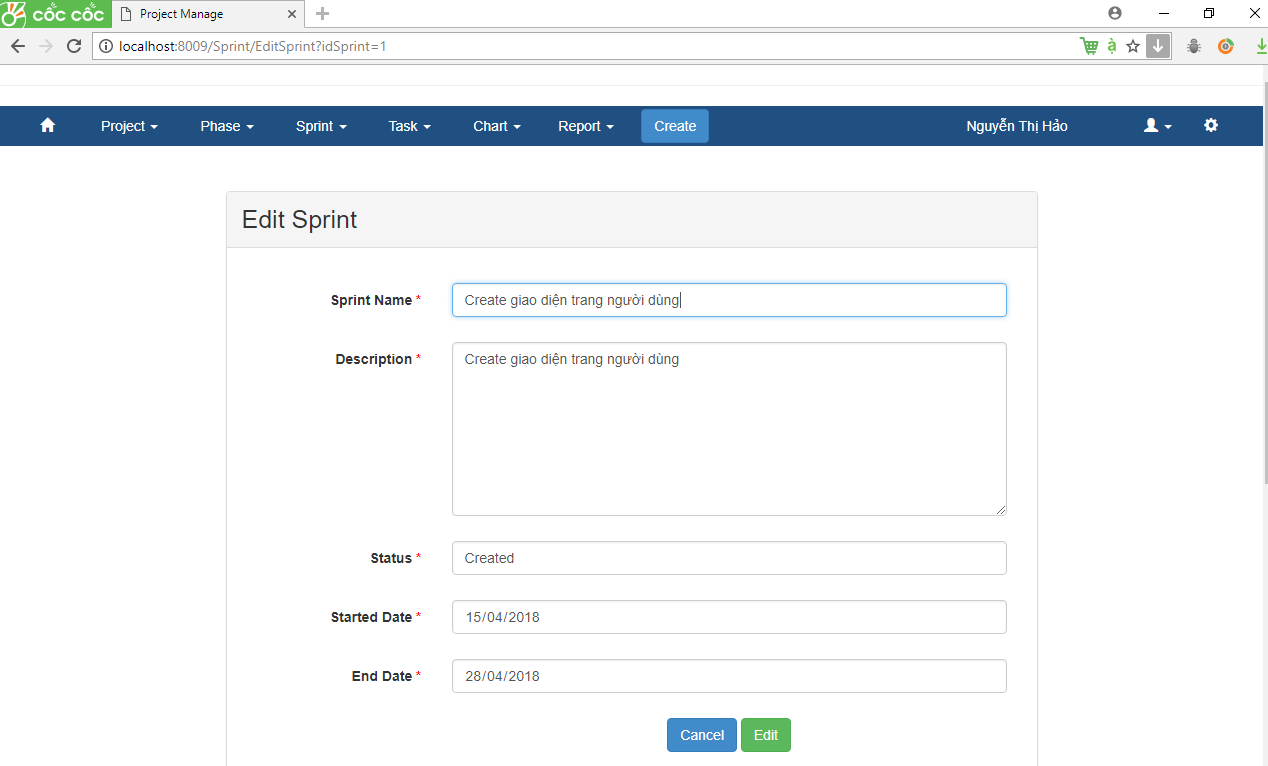 cốc cốc Project Manage
localhost:8009/Sprint/EditSprint?idSprint=1
Project Phase Sprint Task Chart Report Create Nguyễn Thị Hảo
Edit Sprint
Sprint Name * Create giao diện trang người dùng
Description * Create giao diện trang người dùng
Status * Created
Started Date * 15/04/2018
End Date * 28/04/2018
Cancel Edit